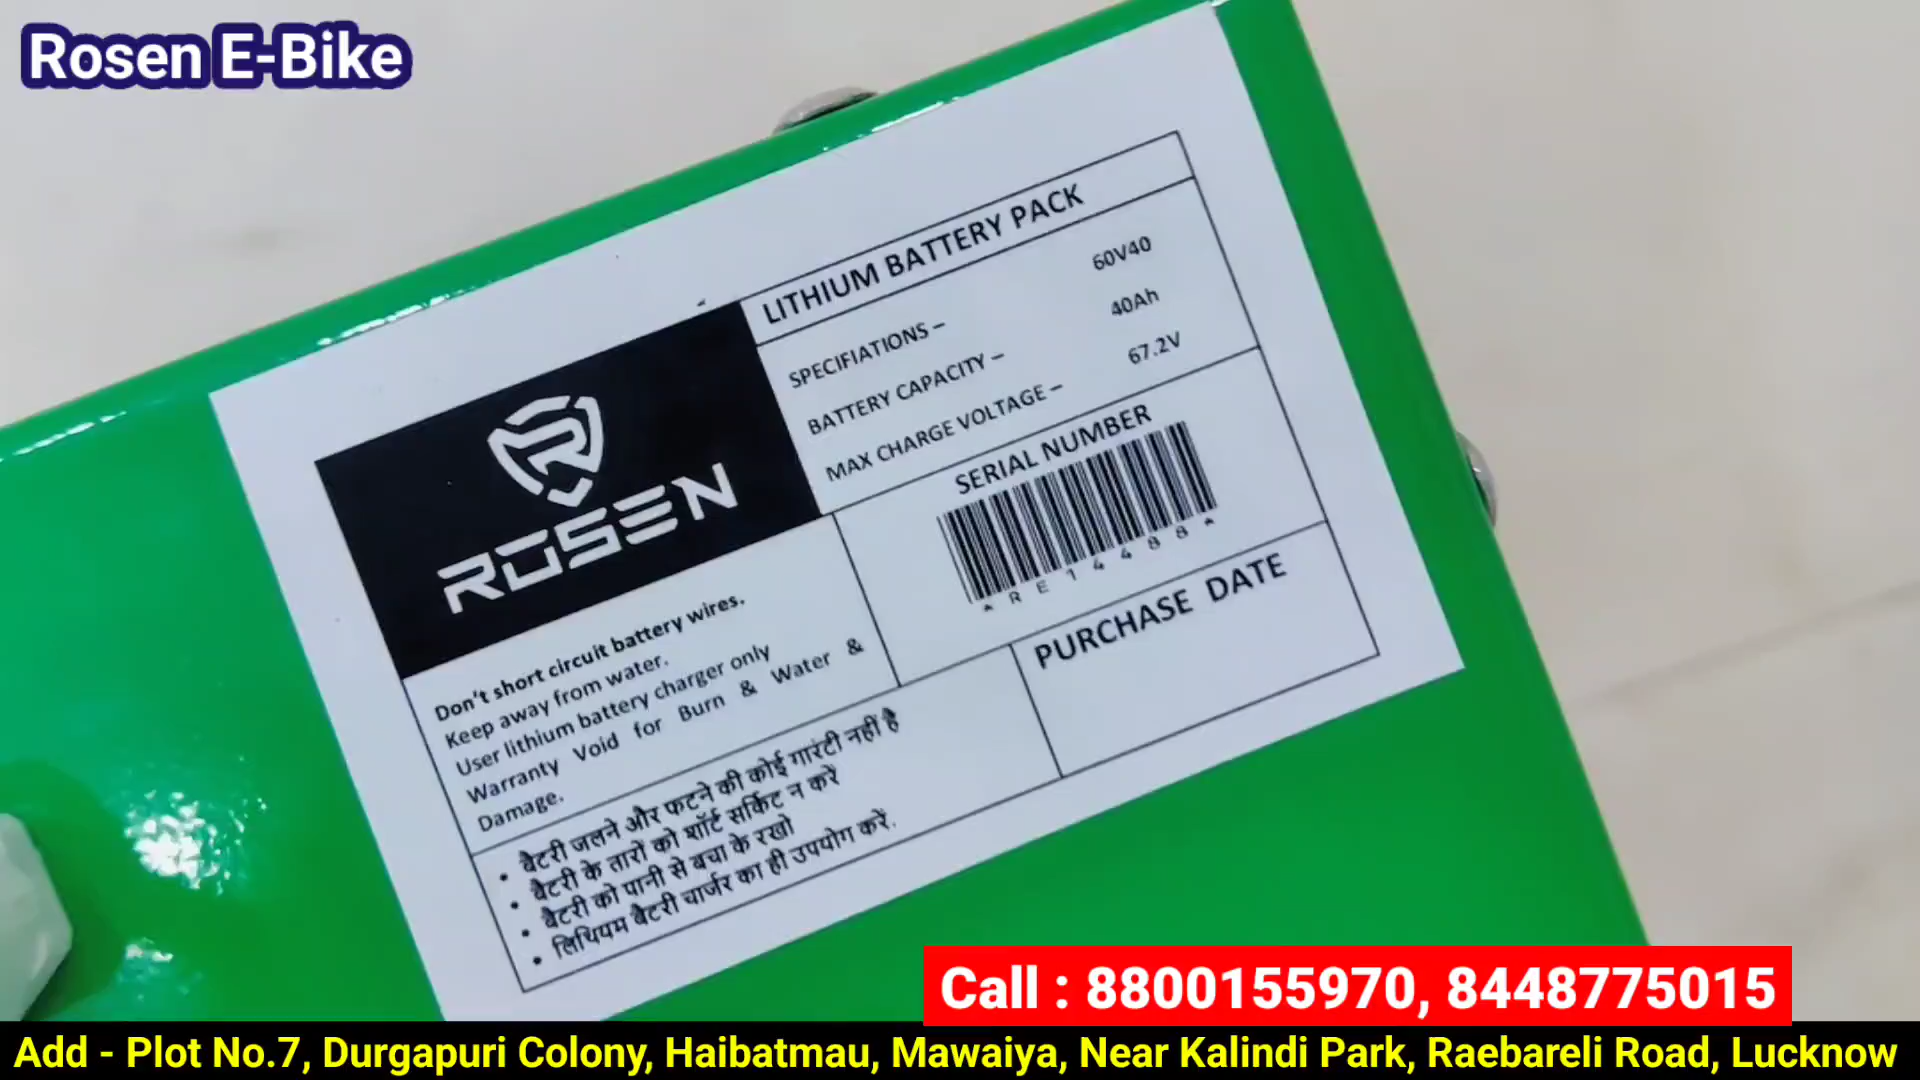 Rosen E-Bike
LITHIUM BATTERY PACK
SPECIFIATIONS – 60V40
BATTERY CAPACITY – 40Ah
MAX CHARGE VOLTAGE – 67.2V
R
ROSEN
SERIAL NUMBER
*RE14488*
PURCHASE DATE
Don't short circuit battery wires.
Keep away from water.
User lithium battery charger only
Warranty Void for Burn & Water &
Damage.
• बैटरी जलने और फटने की कोई गारंटी नहीं है
• बैटरी के तारों को शॉर्ट सर्किट न करें
• बैटरी को पानी से बचा के रखो
• लिथियम बैटरी चार्जर का ही उपयोग करें.
Call : 8800155970, 8448775015
Add - Plot No.7, Durgapuri Colony, Haibatmau, Mawaiya, Near Kalindi Park, Raebareli Road, Lucknow